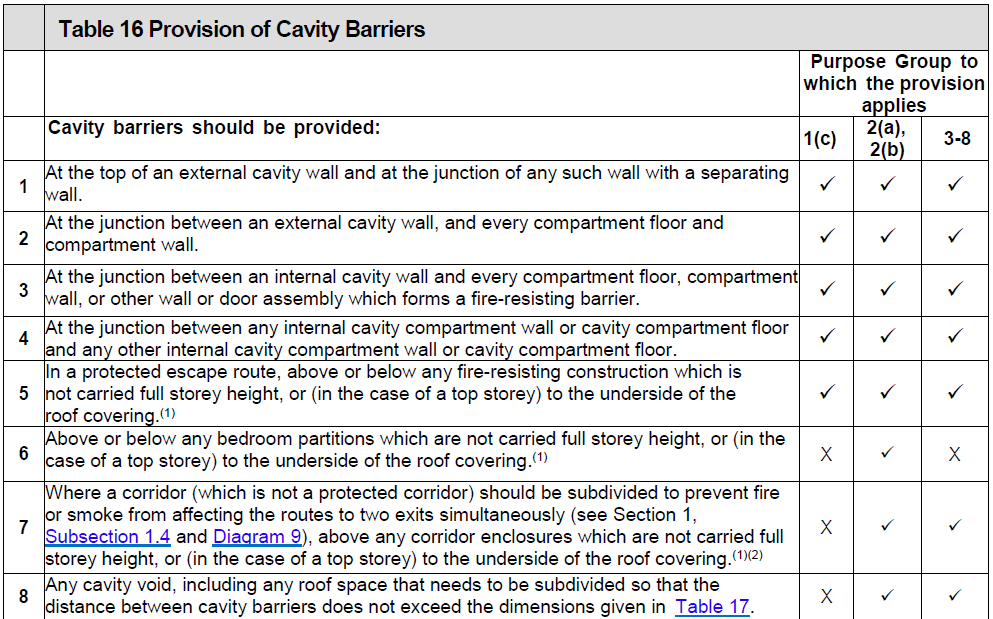 Table 16 Provision of Cavity Barriers
Purpose Group to
which the provision
applies
Cavity barriers should be provided:
1(c)
2(a),
2(b)
3-8
1
At the top of an external cavity wall and at the junction of any such wall with a separating
wall.
✓ ✓ ✓
2
At the junction between an external cavity wall, and every compartment floor and
compartment wall.
✓ ✓ ✓
3
At the junction between an internal cavity wall and every compartment floor, compartment
wall, or other wall or door assembly which forms a fire-resisting barrier.
✓ ✓ ✓
4
At the junction between any internal cavity compartment wall or cavity compartment floor
and any other internal cavity compartment wall or cavity compartment floor.
✓ ✓ ✓
5
In a protected escape route, above or below any fire-resisting construction which is
not carried full storey height, or (in the case of a top storey) to the underside of the
roof covering.(1)
✓ ✓ ✓
6
Above or below any bedroom partitions which are not carried full storey height, or (in the
case of a top storey) to the underside of the roof covering.(1)
X ✓ X
7
Where a corridor (which is not a protected corridor) should be subdivided to prevent fire
or smoke from affecting the routes to two exits simultaneously (see Section 1,
Subsection 1.4 and Diagram 9), above any corridor enclosures which are not carried full
storey height, or (in the case of a top storey) to the underside of the roof covering.(1)(2)
X ✓ ✓
8
Any cavity void, including any roof space that needs to be subdivided so that the
distance between cavity barriers does not exceed the dimensions given in Table 17.
X ✓ ✓